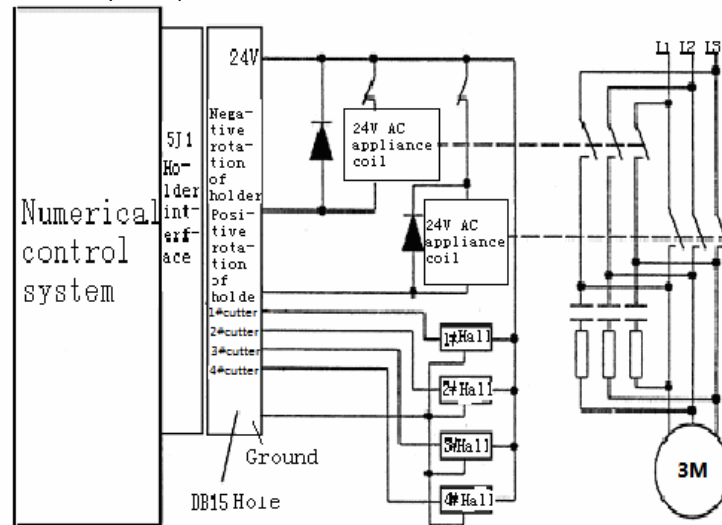 Numerical
control
system
5J1
Ho-
lder
int-
erf-
ace
24V
Nega-
tive
rota-
tion
of
holder
Positive
rota-
tion
of
holde
1#cutter
2#cutter
3#cutter
4#cutter
Ground
DB15 Hole
24V AC
appliance
coil
24V AC
appliance
coil
1#Hall
2#Hall
3#Hall
4#Hall
L1 L2 L3
3M